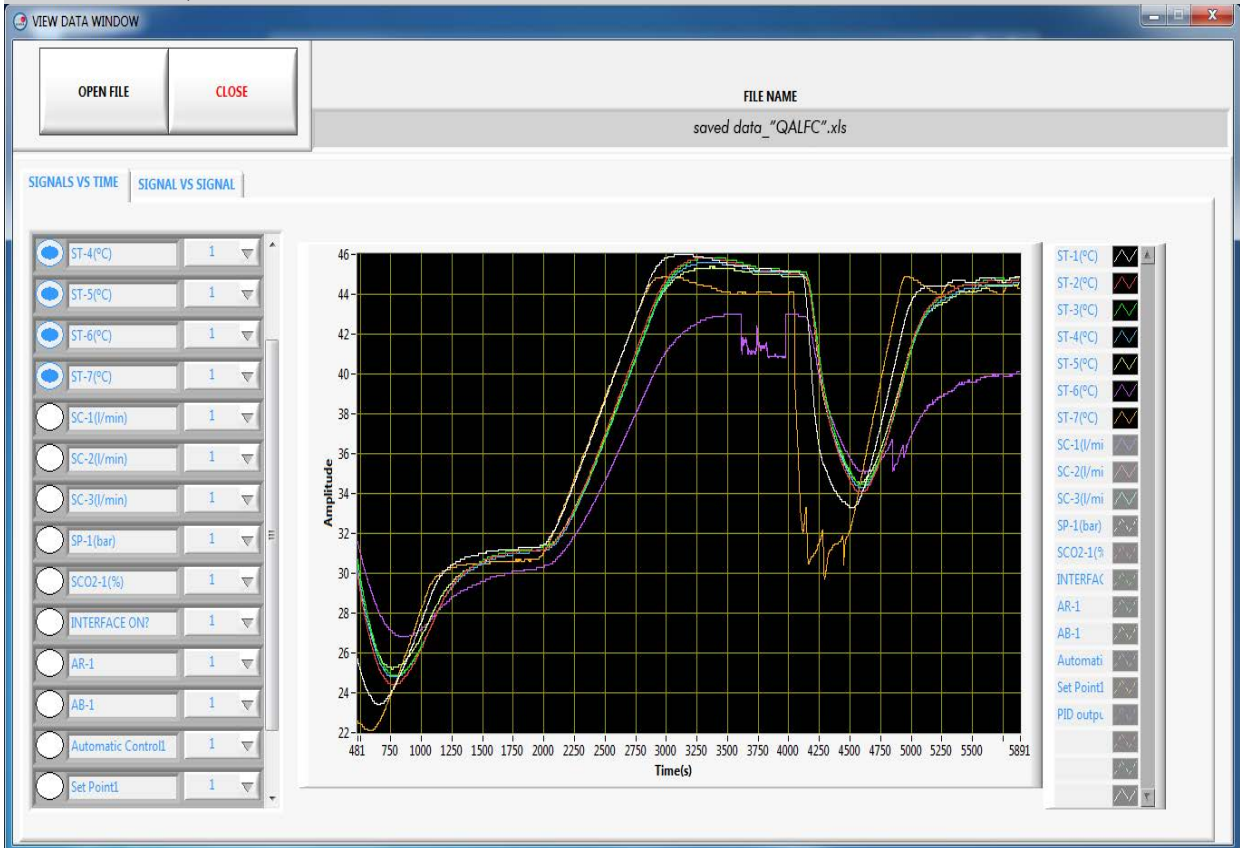 VIEW DATA WINDOW
OPEN FILE
CLOSE
FILE NAME
saved data_"QALFC".xls
SIGNALS VS TIME
SIGNAL VS SIGNAL
ST-4(ºC) 1
ST-5(ºC) 1
ST-6(ºC) 1
ST-7(ºC) 1
SC-1(l/min) 1
SC-2(l/min) 1
SC-3(l/min) 1
SP-1(bar) 1
SCO2-1(%) 1
INTERFACE ON? 1
AR-1 1
AB-1 1
Automatic Control1 1
Set Point1 1
Amplitude
46
44
42
40
38
36
34
32
30
28
26
24
22
481 750 1000 1250 1500 1750 2000 2250 2500 2750 3000 3250 3500 3750 4000 4250 4500 4750 5000 5250 5500 5891
Time(s)
ST-1(ºC)
ST-2(ºC)
ST-3(ºC)
ST-4(ºC)
ST-5(ºC)
ST-6(ºC)
ST-7(ºC)
SC-1(l/mi
SC-2(l/mi
SC-3(l/mi
SP-1(bar)
SCO2-1(%
INTERFAC
AR-1
AB-1
Automati
Set Point1
PID outpu